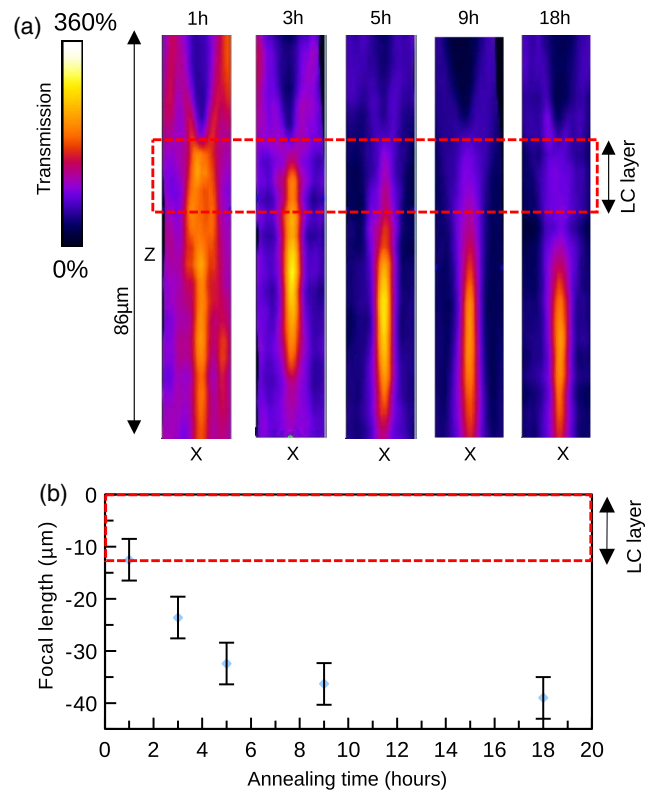 (a)
360%
1h 3h 5h 9h 18h
Transmission
0%
LC layer
Z
86µm
X X X X X
(b)
0
-10
-20
-30
-40
Focal length (µm)
LC layer
0 2 4 6 8 10 12 14 16 18 20
Annealing time (hours)